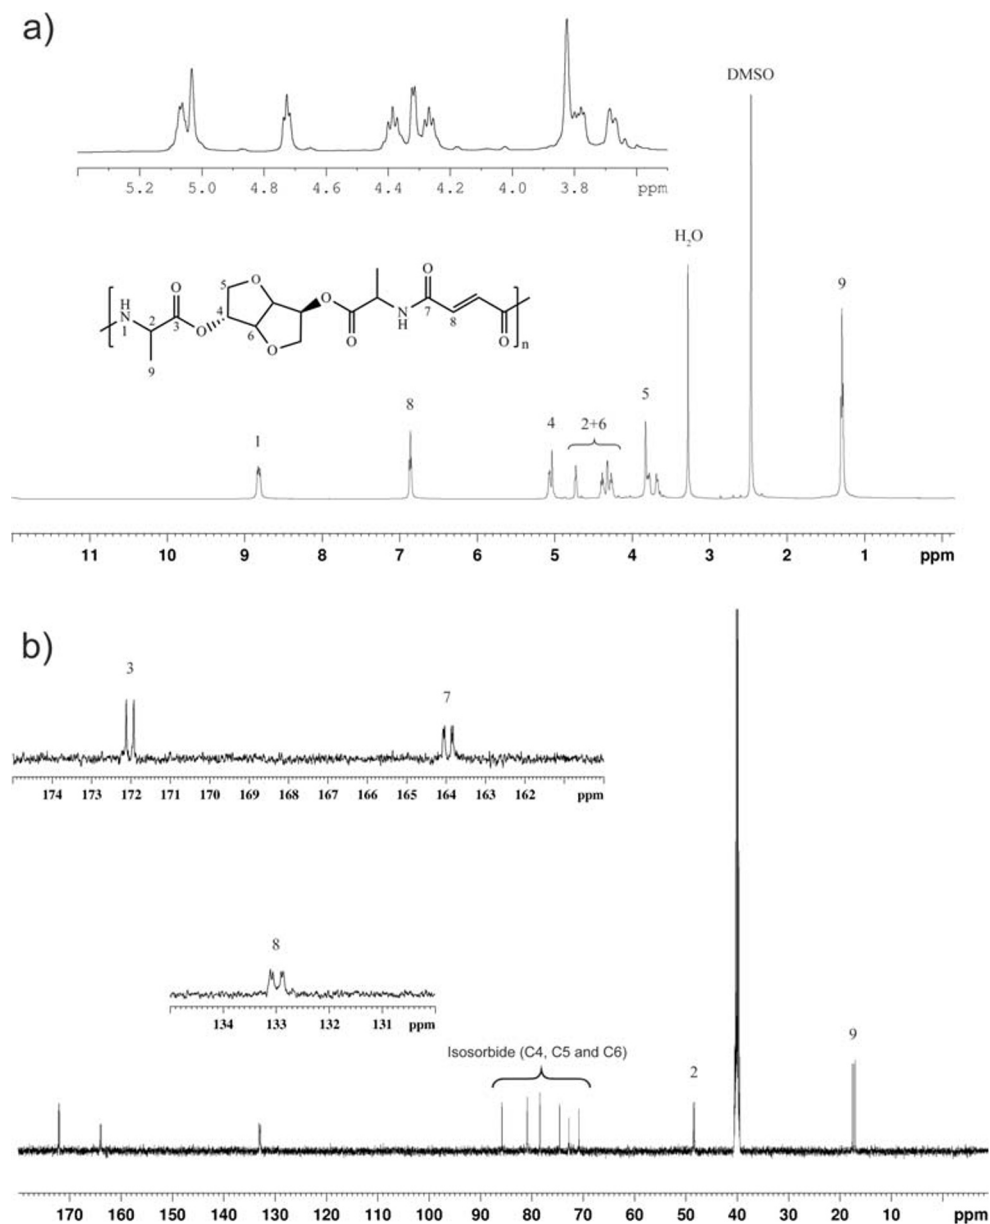 a)
DMSO
5.2 5.0 4.8 4.6 4.4 4.2 4.0 3.8 ppm
H₂O
9
O
5 O
H
N
1 2 3 O 4 6 O O N H 7 8 O n
9
O
O
8
5
4 2+6
1
11 10 9 8 7 6 5 4 3 2 1 ppm
b)
3
7
174 173 172 171 170 169 168 167 166 165 164 163 162 ppm
8
134 133 132 131 ppm
9
Isosorbide (C4, C5 and C6)
2
170 160 150 140 130 120 110 100 90 80 70 60 50 40 30 20 10 ppm